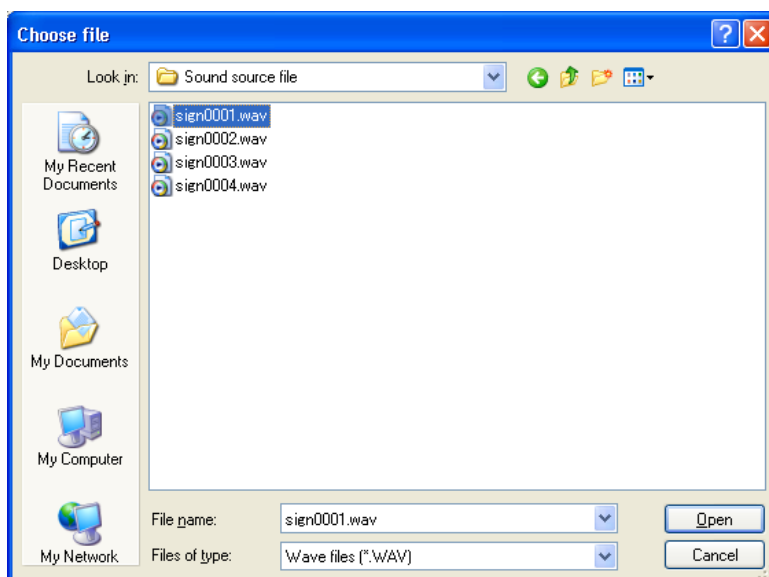 Choose file
Look in:
Sound source file
sign0001.wav
sign0002.wav
sign0003.wav
sign0004.wav
My Recent
Documents
Desktop
My Documents
My Computer
My Network
File name:
sign0001.wav
Open
Files of type:
Wave files (*.WAV)
Cancel